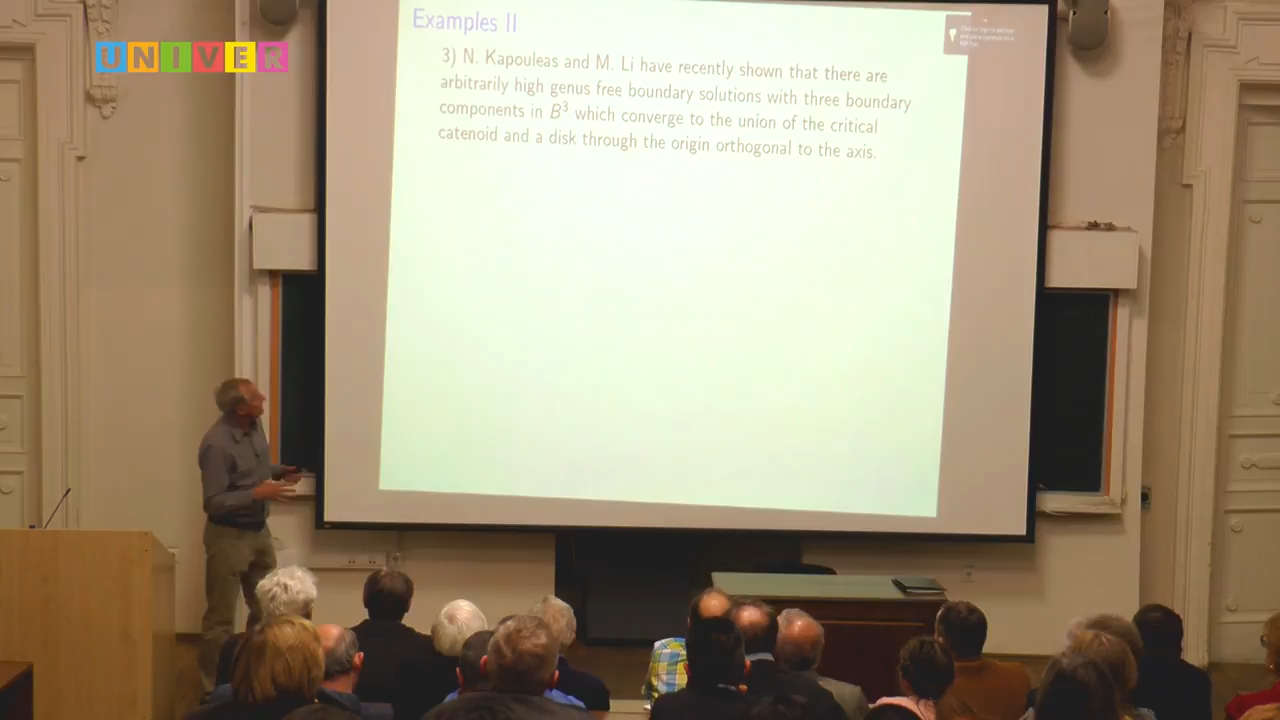 UNIVER
Examples II
3) N. Kapouleas and M. Li have recently shown that there are
arbitrarily high genus free boundary solutions with three boundary
components in B³ which converge to the union of the critical
catenoid and a disk through the origin orthogonal to the axis.